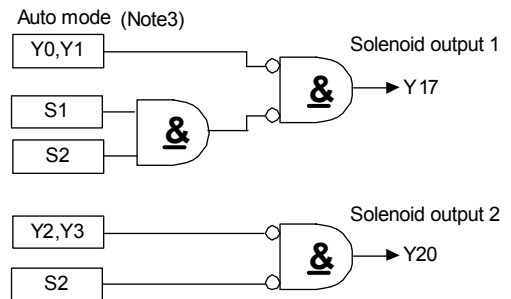 Auto mode (Note3)
Y0,Y1
Solenoid output 1
&
Y17
S1
&
S2
Solenoid output 2
Y2,Y3
&
Y20
S2